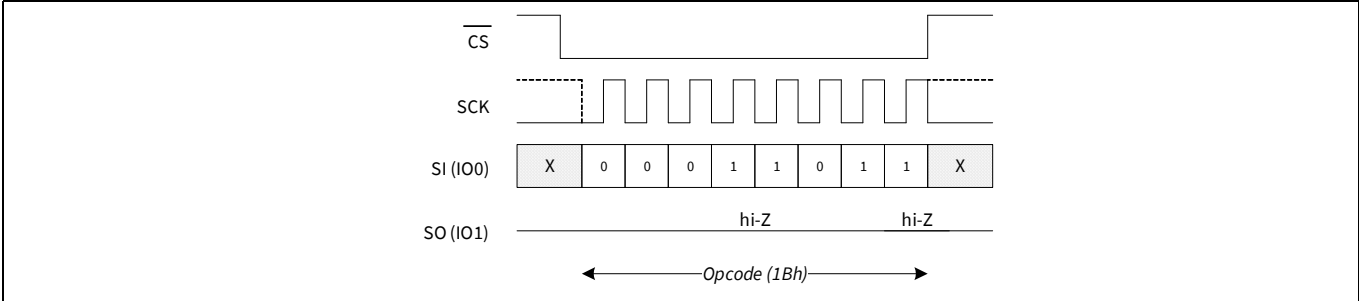 CS
SCK
SI (IO0) X 0 0 0 1 1 0 1 1 X
hi-Z hi-Z
SO (IO1)
Opcode (1Bh)